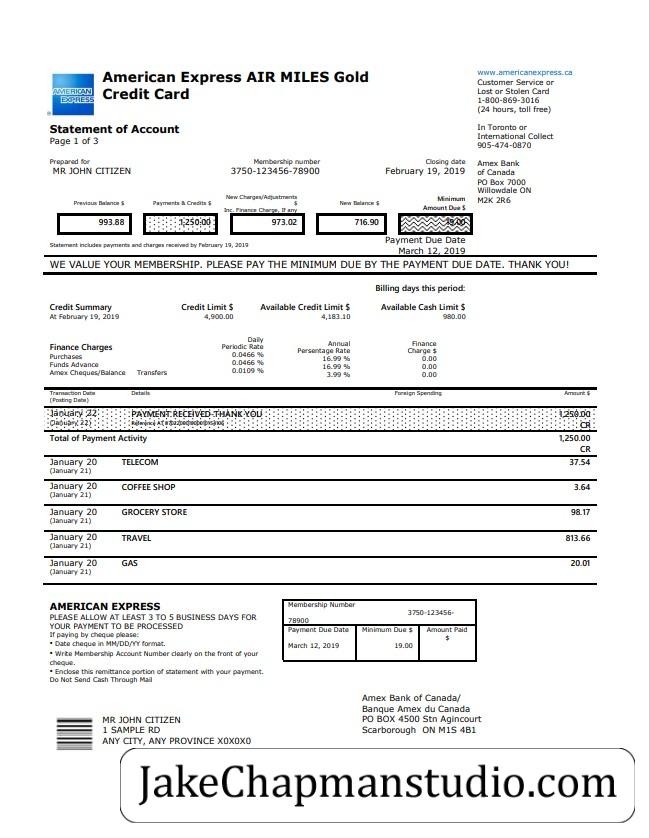 American Express AIR MILES Gold
Credit Card
AMERICAN
EXPRESS
®
www.americanexpress.ca
Customer Service or
Lost or Stolen Card
1-800-869-3016
(24 hours, toll free)
In Toronto or
International Collect
905-474-0870
Amex Bank
of Canada
PO Box 7000
Willowdale ON
M2K 2R6
Statement of Account
Page 1 of 3
Prepared for Membership number Closing date
MR JOHN CITIZEN 3750-123456-78900 February 19, 2019
Previous Balance $ Payments & Credits $ New Charges/Adjustments $ Inc. Finance Charge, If any New Balance $ Minimum Amount Due $
993.88 1,250.00 973.02 716.90 19.00
Statement includes payments and charges received by February 19, 2019
Payment Due Date
March 12, 2019
WE VALUE YOUR MEMBERSHIP. PLEASE PAY THE MINIMUM DUE BY THE PAYMENT DUE DATE. THANK YOU!
Billing days this period:
Credit Summary Credit Limit $ Available Credit Limit $ Available Cash Limit $
At February 19, 2019 4,900.00 4,183.10 980.00
Finance Charges Daily Periodic Rate Annual Percentage Rate Finance Charge $
Purchases 0.0466 % 16.99 % 0.00
Funds Advance 0.0466 % 16.99 % 0.00
Amex Cheques/Balance Transfers 0.0109 % 3.99 % 0.00
Transaction Date Details Foreign Spending Amount $
(Posting Date)
January 22 PAYMENT RECEIVED-THANK YOU 1,250.00
(January 22) CR
Total of Payment Activity 1,250.00
CR
January 20 TELECOM 37.54
(January 21)
January 20 COFFEE SHOP 3.64
(January 21)
January 20 GROCERY STORE 98.17
(January 21)
January 20 TRAVEL 813.66
(January 21)
January 20 GAS 20.01
(January 21)
AMERICAN EXPRESS
PLEASE ALLOW AT LEAST 3 TO 5 BUSINESS DAYS FOR
YOUR PAYMENT TO BE PROCESSED
If paying by cheque please:
• Date cheque in MM/DD/YY format.
• Write Membership Account Number clearly on the front of your
cheque.
• Enclose this remittance portion of statement with your payment.
Do Not Send Cash Through Mail
Membership Number
3750-123456-
78900
Payment Due Date Minimum Due $ Amount Paid $
March 12, 2019 19.00
Amex Bank of Canada/
Banque Amex du Canada
PO BOX 4500 Stn Agincourt
Scarborough ON M1S 4B1
MR JOHN CITIZEN
1 SAMPLE RD
ANY CITY, ANY PROVINCE X0X0X0
JakeChapmanstudio.com